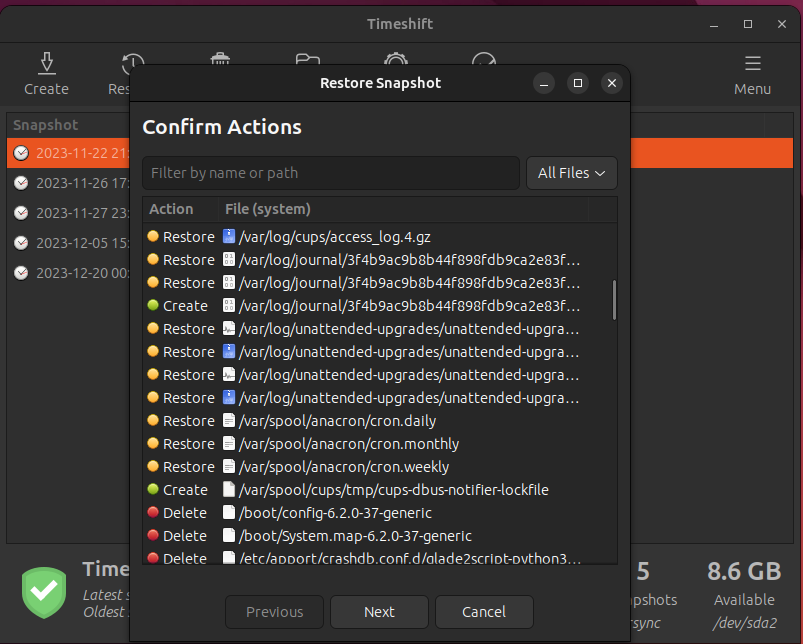 Timeshift
Create
Res
Menu
Restore Snapshot
Snapshot
2023-11-22 21:
2023-11-26 17:
2023-11-27 23:
2023-12-05 15:
2023-12-20 00:
Confirm Actions
Filter by name or path
All Files
Action File (system)
Restore /var/log/cups/access_log.4.gz
Restore /var/log/journal/3f4b9ac9b8b44f898fdb9ca2e83f...
Restore /var/log/journal/3f4b9ac9b8b44f898fdb9ca2e83f...
Create /var/log/journal/3f4b9ac9b8b44f898fdb9ca2e83f...
Restore /var/log/unattended-upgrades/unattended-upgra...
Restore /var/log/unattended-upgrades/unattended-upgra...
Restore /var/log/unattended-upgrades/unattended-upgra...
Restore /var/log/unattended-upgrades/unattended-upgra...
Restore /var/spool/anacron/cron.daily
Restore /var/spool/anacron/cron.monthly
Restore /var/spool/anacron/cron.weekly
Create /var/spool/cups/tmp/cups-dbus-notifier-lockfile
Delete /boot/config-6.2.0-37-generic
Delete /boot/System.map-6.2.0-37-generic
Delete /etc/apport/crashdb.conf.d/glade2script-python3...
Previous Next Cancel
Time
Latest s
Oldest s
5
pshots
sync
8.6 GB
Available
/dev/sda2